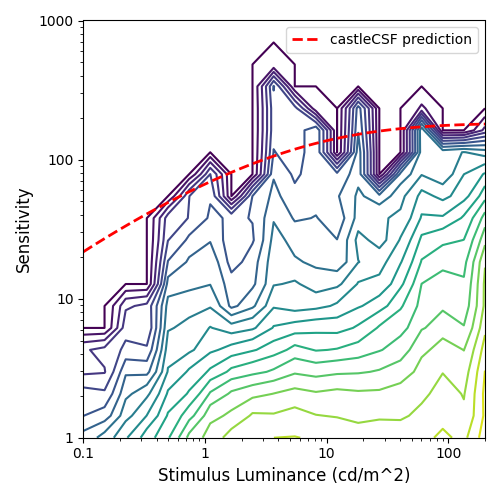 1000
castleCSF prediction
100
10
1
Sensitivity
0.1 1 10 100
Stimulus Luminance (cd/m^2)